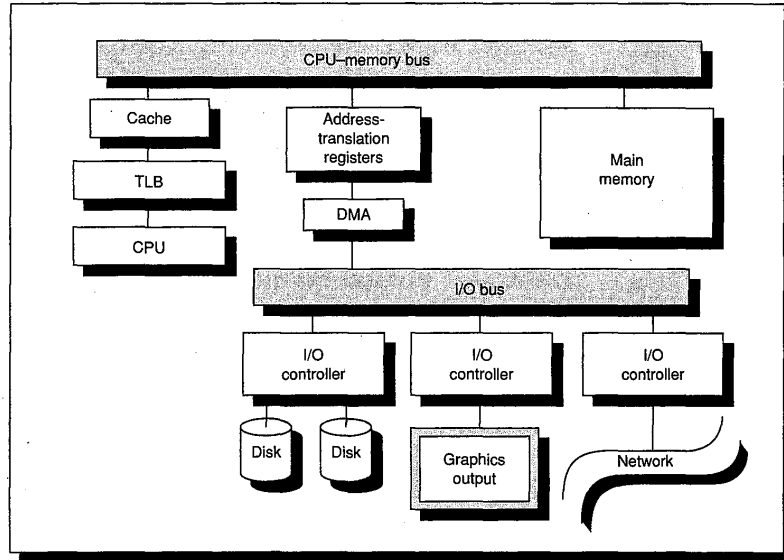 CPU–memory bus
Cache
Address-
translation
registers
Main
memory
TLB
DMA
CPU
I/O bus
I/O
controller
I/O
controller
I/O
controller
Disk
Disk
Graphics
output
Network